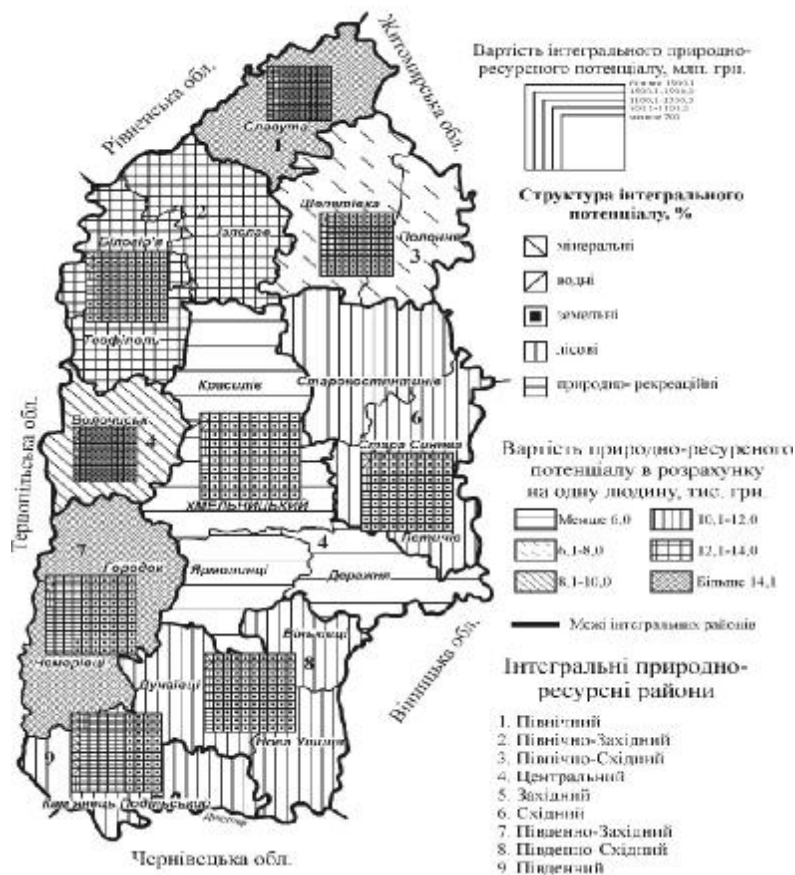 Рівненська обл.
Житомирська обл.
Славута
1
2
Шепетівка
Полонне
3
Ізяслав
Білогір'я
Теофіполь
Красилів
Старокостянтинів
6
Волочиськ
Стара Синява
ХМЕЛЬНИЦЬКИЙ
Летичів
Тернопільська обл.
4
7
Городок
Ярмолинці
Деражня
Чемерівці
Віньківці
8
Дунаївці
Нова Ушиця
9
Кам'янець Подільський
Дністер
Вінницька обл.
Чернівецька обл.
Вартість інтегрального природно-
ресурсного потенціалу, млн. грн.
Структура інтегрального
потенціалу, %
мінеральні
водні
земельні
лісові
природно-рекреаційні
Вартість природно-ресурсного
потенціалу в розрахунку
на одну людину, тис. грн.
Менше 6,0
10,1-12,0
6,1-8,0
12,1-14,0
8,1-10,0
Більше 14,1
Межі інтегральних районів
Інтегральні природно-
ресурсні райони
1. Північний
2. Північно-Західний
3. Північно-Східний
4. Центральний
5. Західний
6. Східний
7. Південно-Західний
8. Південно Східний
9 Південний